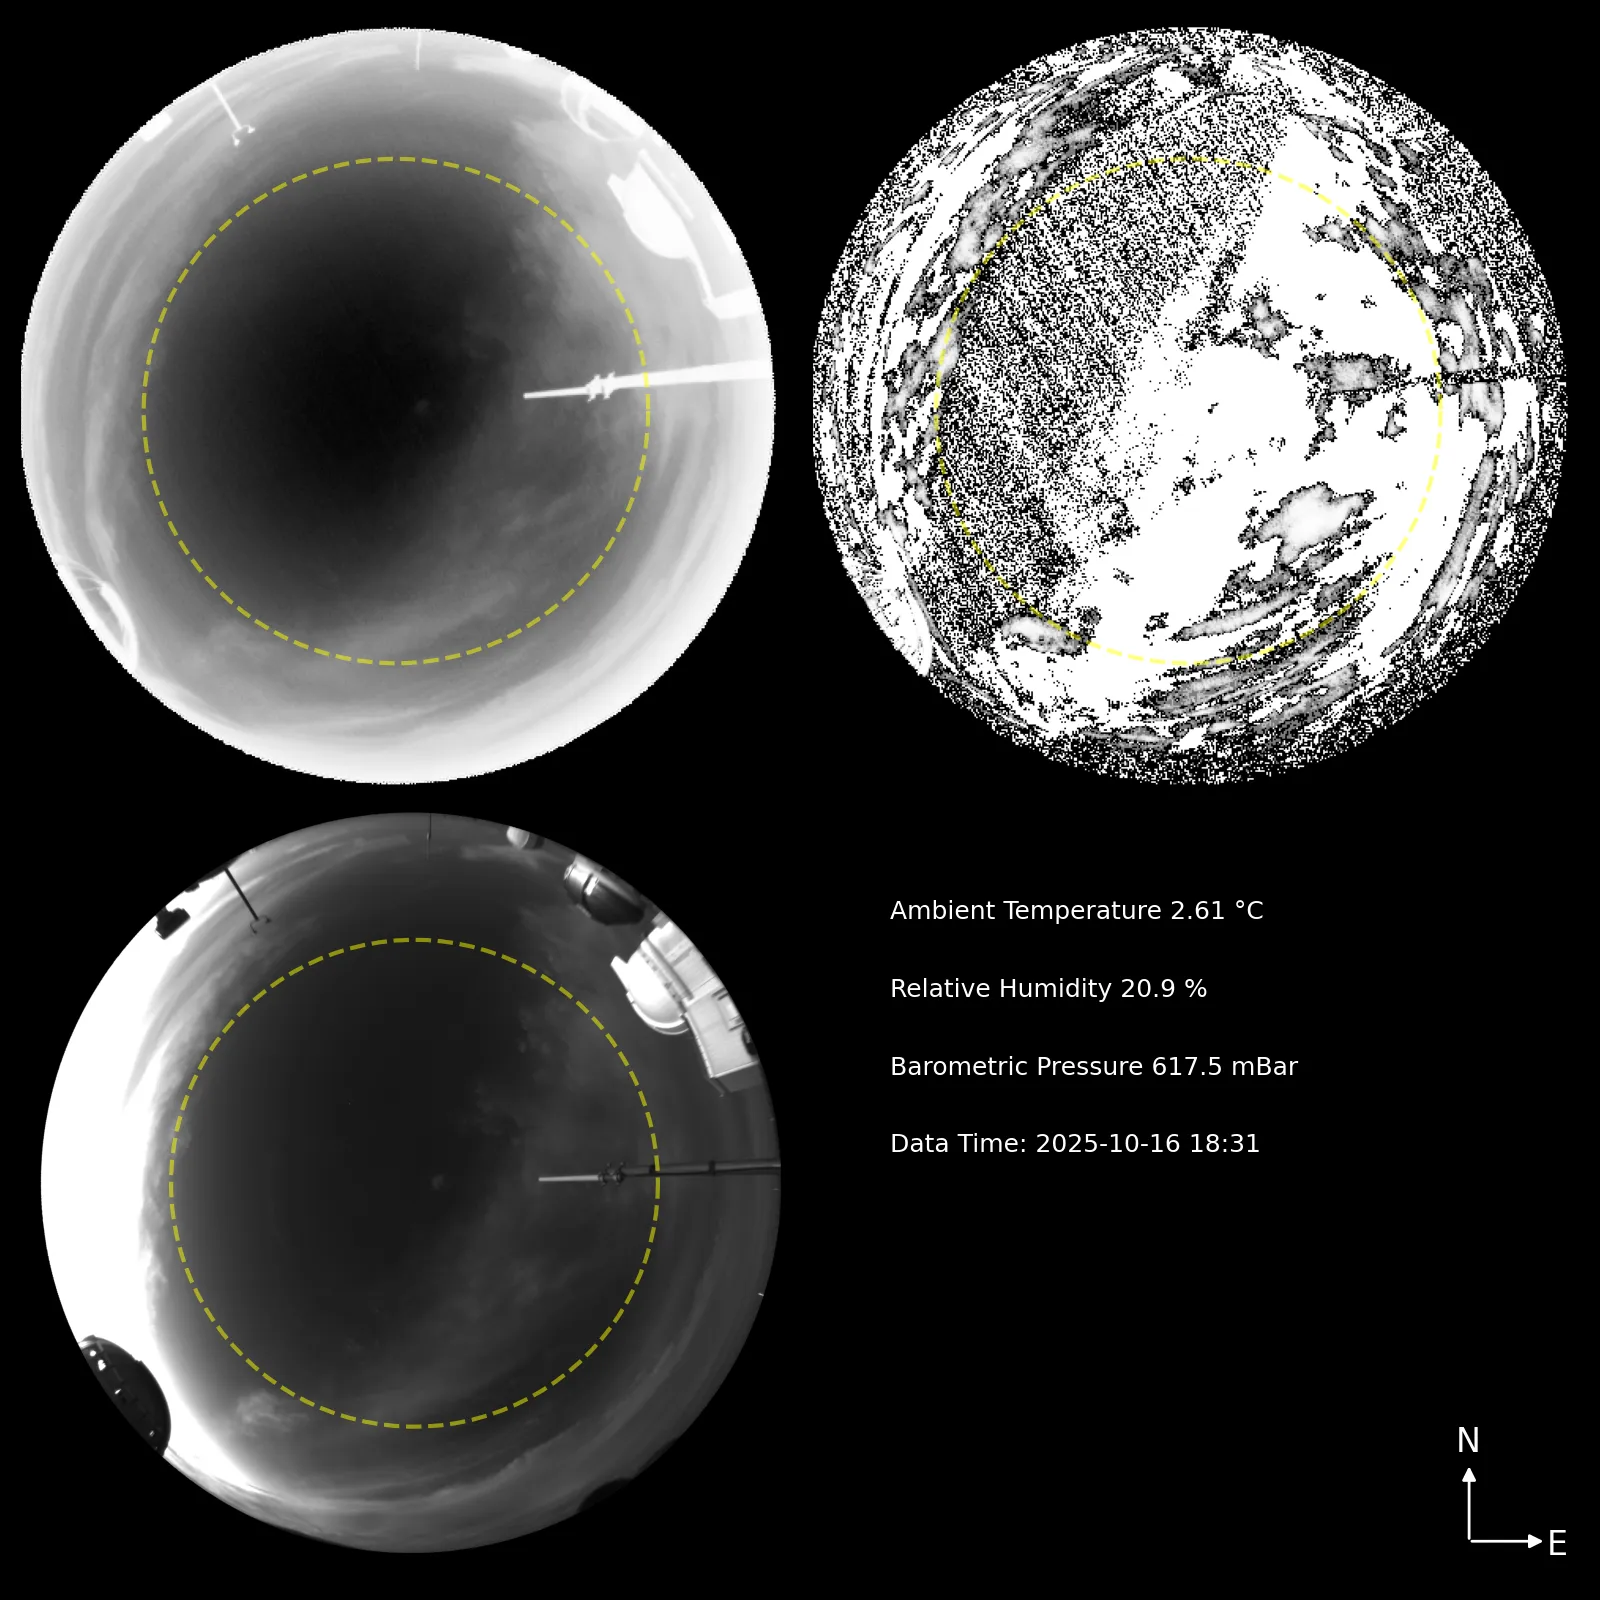 Ambient Temperature 2.61 °C
Relative Humidity 20.9 %
Barometric Pressure 617.5 mBar
Data Time: 2025-10-16 18:31
N
E